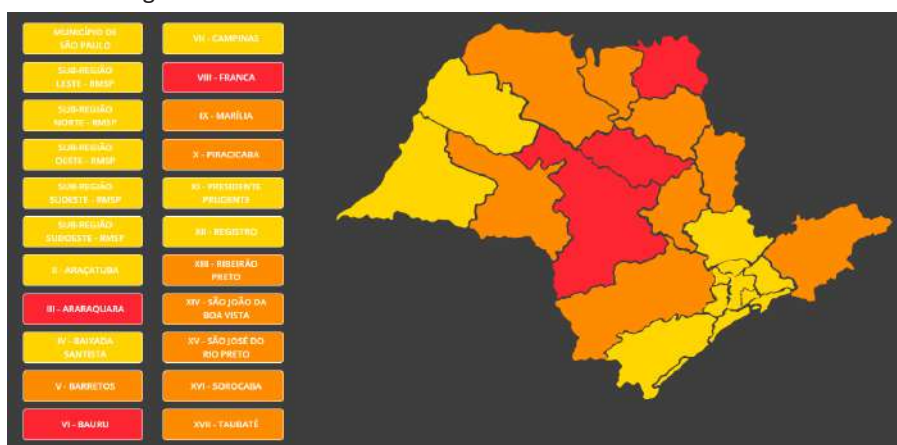 MUNICÍPIO DE
SÃO PAULO
SUB-REGIÃO
LESTE - RMSP
SUB-REGIÃO
NORTE - RMSP
SUB-REGIÃO
OESTE - RMSP
SUB-REGIÃO
SUDESTE - RMSP
SUB-REGIÃO
SUDOESTE - RMSP
II - ARAÇATUBA
III - ARARAQUARA
IV - BAIXADA
SANTISTA
V - BARRETOS
VI - BAURU
VII - CAMPINAS
VIII - FRANCA
IX - MARÍLIA
X - PIRACICABA
XI - PRESIDENTE
PRUDENTE
XII - REGISTRO
XIII - RIBEIRÃO
PRETO
XIV - SÃO JOÃO DA
BOA VISTA
XV - SÃO JOSÉ DO
RIO PRETO
XVI - SOROCABA
XVII - TAUBATÉ